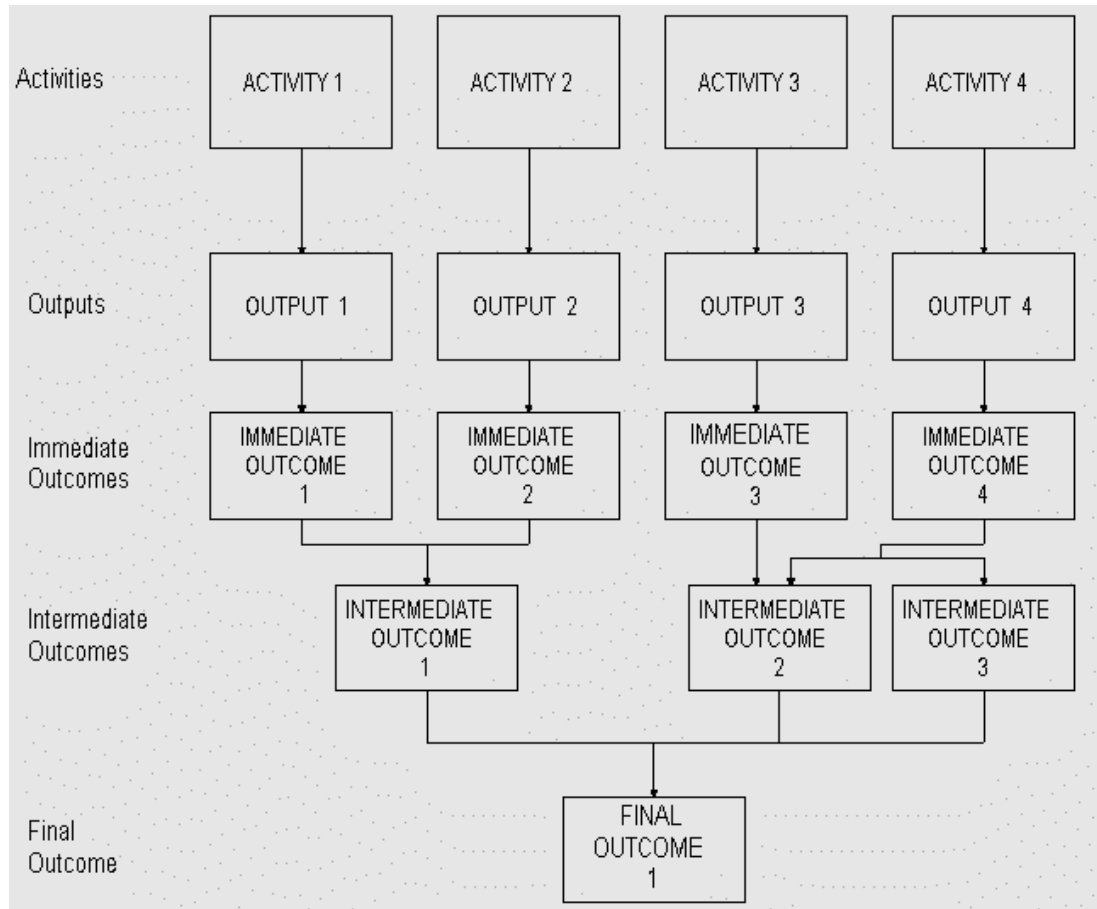 Activities
ACTIVITY 1
ACTIVITY 2
ACTIVITY 3
ACTIVITY 4
Outputs
OUTPUT 1
OUTPUT 2
OUTPUT 3
OUTPUT 4
Immediate
Outcomes
IMMEDIATE
OUTCOME
1
IMMEDIATE
OUTCOME
2
IMMEDIATE
OUTCOME
3
IMMEDIATE
OUTCOME
4
Intermediate
Outcomes
INTERMEDIATE
OUTCOME
1
INTERMEDIATE
OUTCOME
2
INTERMEDIATE
OUTCOME
3
Final
Outcome
FINAL
OUTCOME
1